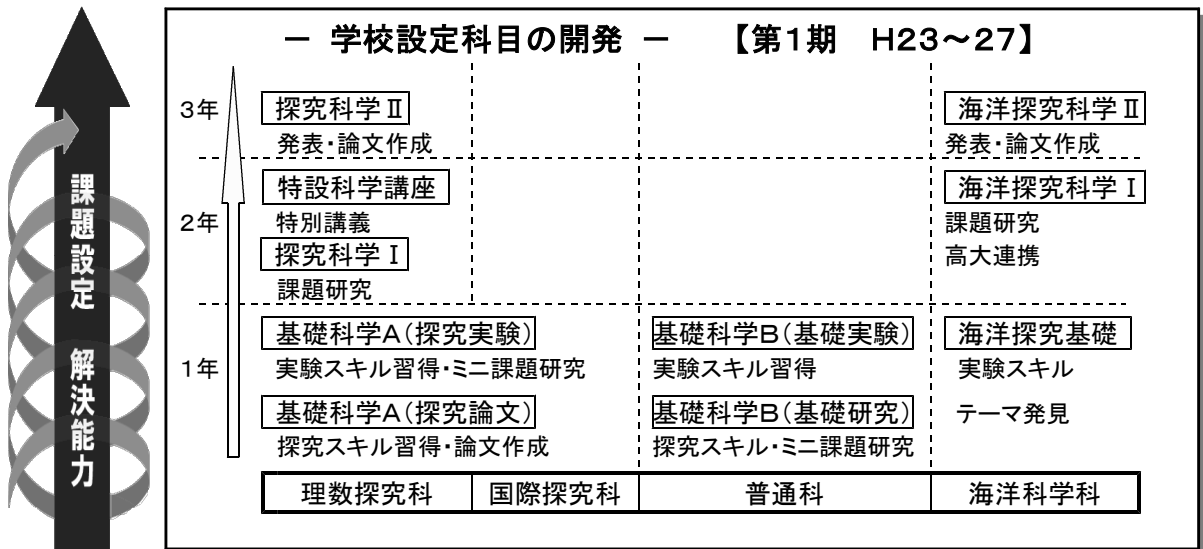 － 学校設定科目の開発 －　【第1期　H23～27】
課題設定　解決能力
3年
探究科学Ⅱ
発表・論文作成
海洋探究科学Ⅱ
発表・論文作成
2年
特設科学講座
特別講義
探究科学Ⅰ
課題研究
海洋探究科学Ⅰ
課題研究
高大連携
1年
基礎科学A（探究実験）
実験スキル習得・ミニ課題研究
基礎科学A（探究論文）
探究スキル習得・論文作成
基礎科学B（基礎実験）
実験スキル習得
基礎科学B（基礎研究）
探究スキル・ミニ課題研究
海洋探究基礎
実験スキル
テーマ発見
理数探究科
国際探究科
普通科
海洋科学科